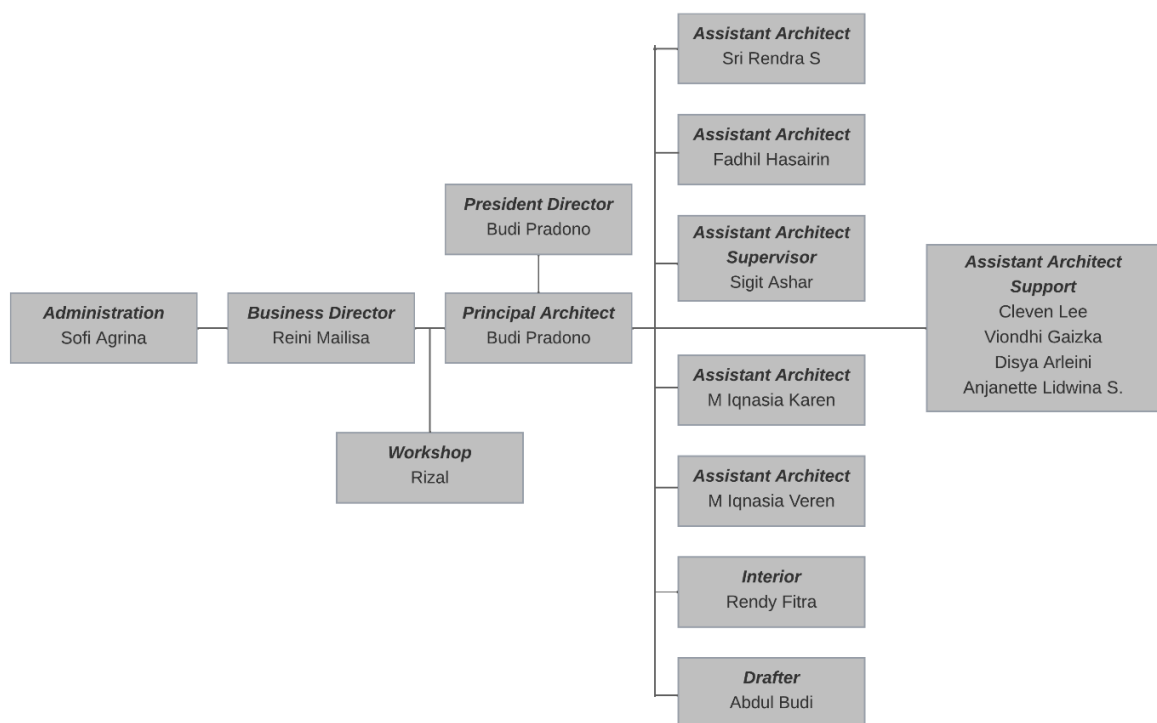 Assistant Architect
Sri Rendra S
Assistant Architect
Fadhil Hasairin
President Director
Budi Pradono
Assistant Architect
Supervisor
Sigit Ashar
Assistant Architect
Support
Cleven Lee
Viondhi Gaizka
Disya Arleini
Anjanette Lidwina S.
Administration
Sofi Agrina
Business Director
Reini Mailisa
Principal Architect
Budi Pradono
Assistant Architect
M Iqnasia Karen
Workshop
Rizal
Assistant Architect
M Iqnasia Veren
Interior
Rendy Fitra
Drafter
Abdul Budi